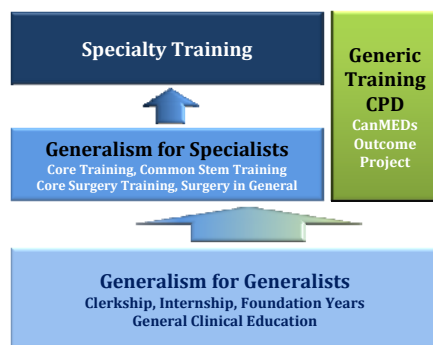 Specialty Training
Generic
Training
CPD
CanMEDs
Outcome
Project
Generalism for Specialists
Core Training, Common Stem Training
Core Surgery Training, Surgery in General
Generalism for Generalists
Clerkship, Internship, Foundation Years
General Clinical Education